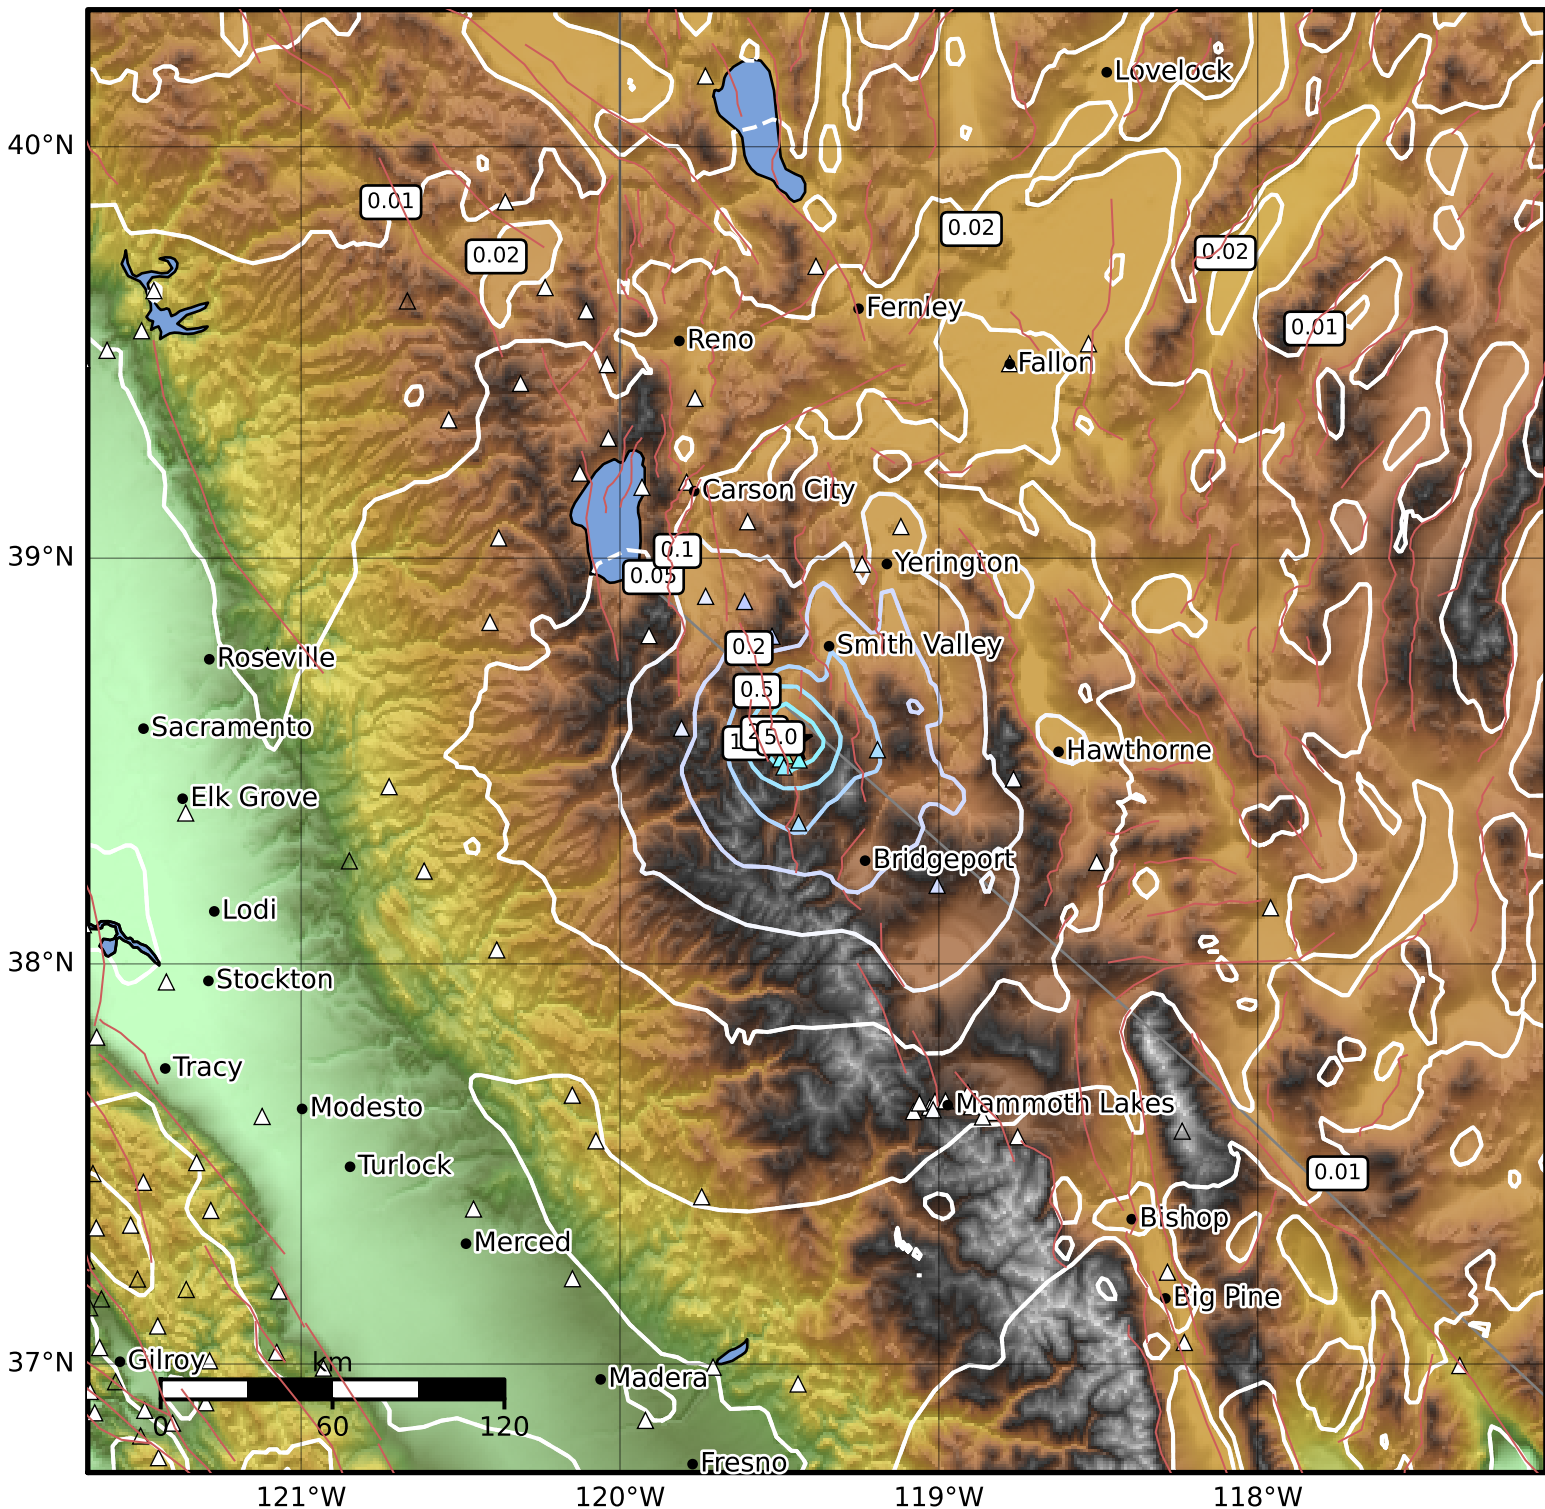 Lovelock
40°N
0.01
0.02
0.02
0.02
Fernley
0.01
Reno
Fallon
Carson City
39°N
0.1
0.05
Yerington
0.2
Smith Valley
Roseville
0.5
Sacramento
5.0
Hawthorne
Elk Grove
Bridgeport
Lodi
38°N
Stockton
Tracy
Mammoth Lakes
Modesto
Turlock
0.01
Bishop
Merced
Big Pine
37°N
Gilroy
km
Madera
0 60 120
Fresno
121°W 120°W 119°W 118°W